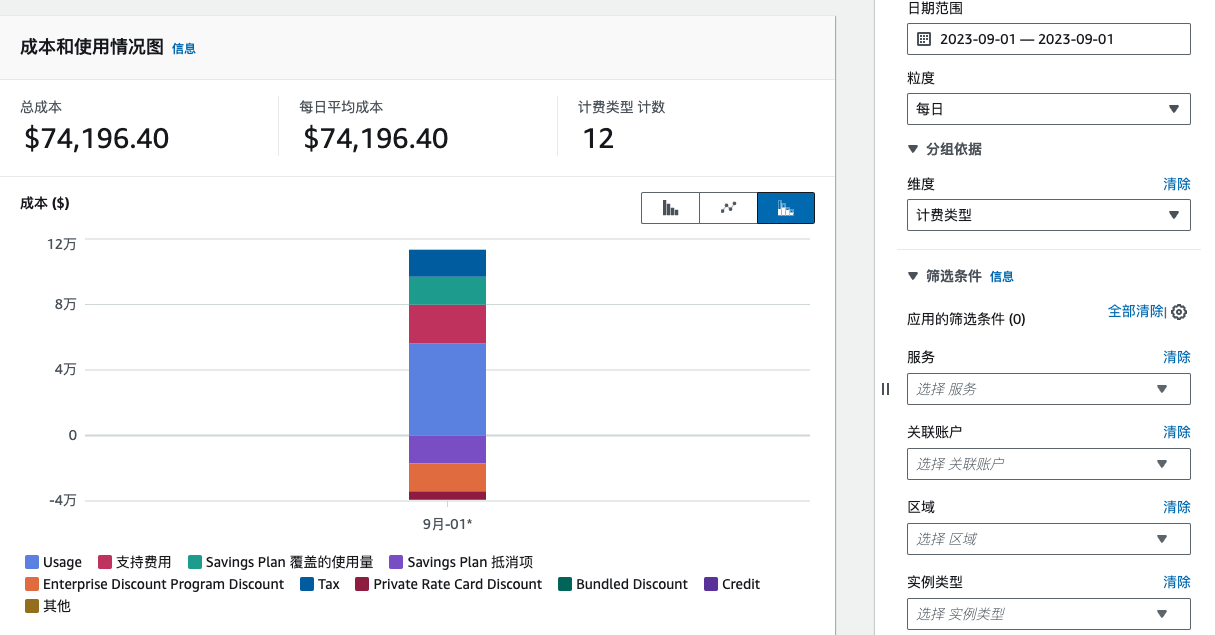 成本和使用情况图 信息
总成本
$74,196.40
每日平均成本
$74,196.40
计费类型 计数
12
成本 ($)
12万
8万
4万
0
-4万
9月-01*
Usage 支持费用 Savings Plan 覆盖的使用量 Savings Plan 抵消项
Enterprise Discount Program Discount Tax Private Rate Card Discount Bundled Discount Credit
其他
日期范围
2023-09-01 — 2023-09-01
粒度
每日
分组依据
维度 清除
计费类型
筛选条件 信息
应用的筛选条件 (0) 全部清除|
服务 清除
选择 服务
关联账户 清除
选择 关联账户
区域 清除
选择 区域
实例类型 清除
选择 实例类型